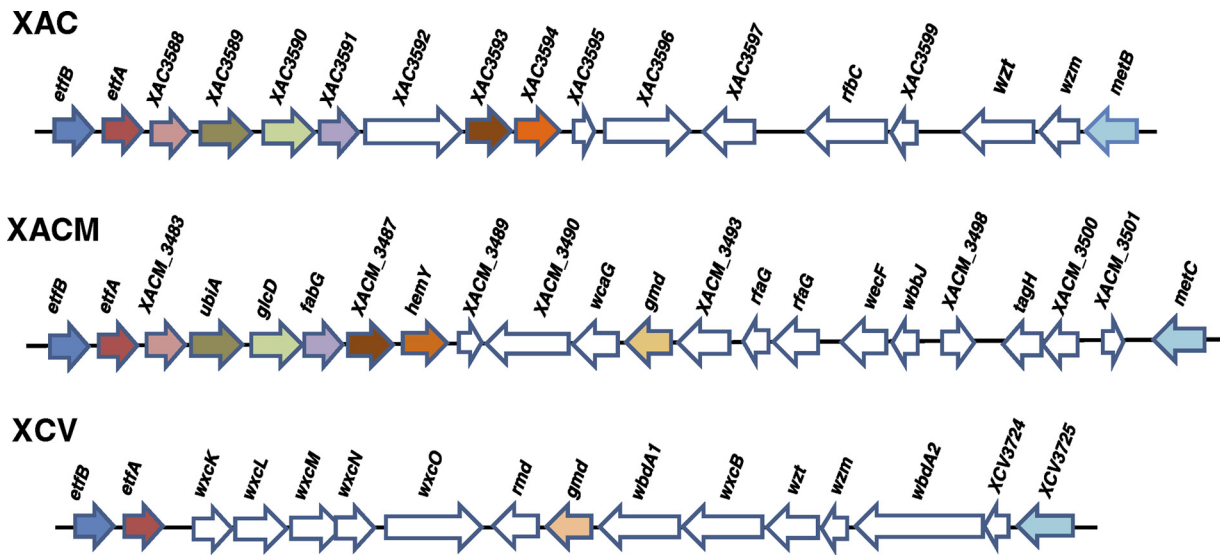 XAC
etfB etfA XAC3588 XAC3589 XAC3590 XAC3591 XAC3592 XAC3593 XAC3594 XAC3595 XAC3596 XAC3597 rfbC XAC3599 wzt wzm metB
XACM
etfB etfA XACM_3483 ubiA glcD fabG XACM_3487 hemY XACM_3489 XACM_3490 wcaG gmd XACM_3493 rfaG rfaG wecF wbbJ XACM_3498 tagH XACM_3500 XACM_3501 metC
XCV
etfB etfA wxcK wxcL wxcM wxcN wxcO rmd gmd wbdA1 wxcB wzt wzm wbdA2 XCV3724 XCV3725